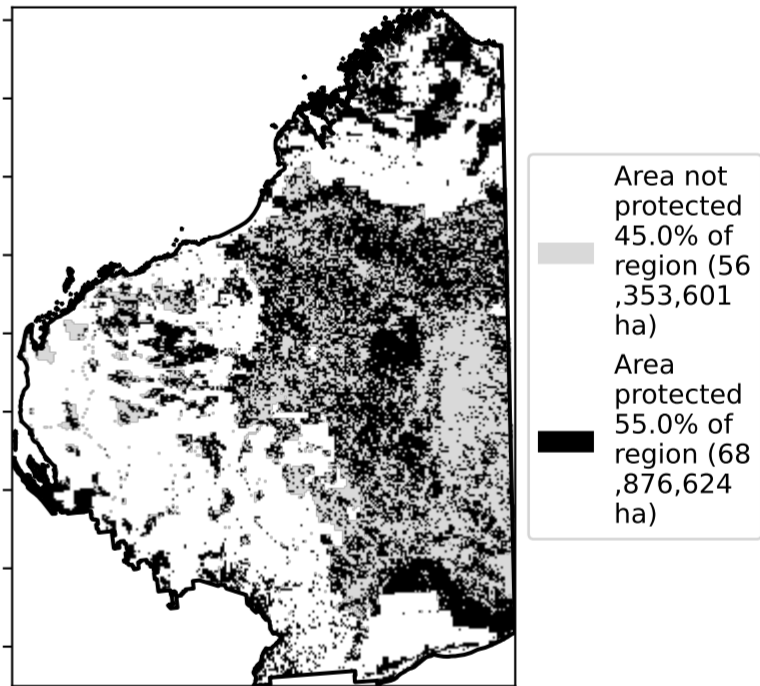 Area not
protected
45.0% of
region (56
,353,601
ha)
Area
protected
55.0% of
region (68
,876,624
ha)